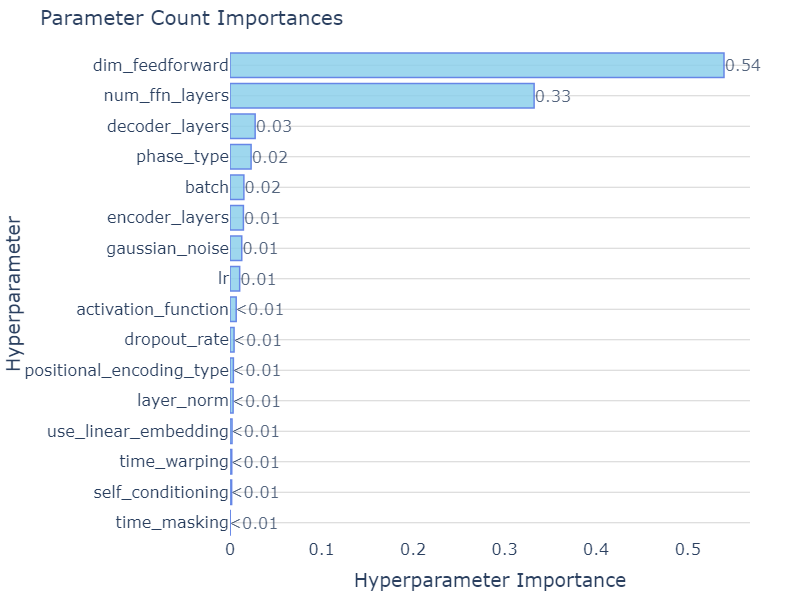 Parameter Count Importances
dim_feedforward 0.54
num_ffn_layers 0.33
decoder_layers 0.03
phase_type 0.02
batch 0.02
encoder_layers 0.01
gaussian_noise 0.01
lr 0.01
activation_function <0.01
dropout_rate <0.01
positional_encoding_type <0.01
layer_norm <0.01
use_linear_embedding <0.01
time_warping <0.01
self_conditioning <0.01
time_masking <0.01
Hyperparameter
0 0.1 0.2 0.3 0.4 0.5
Hyperparameter Importance